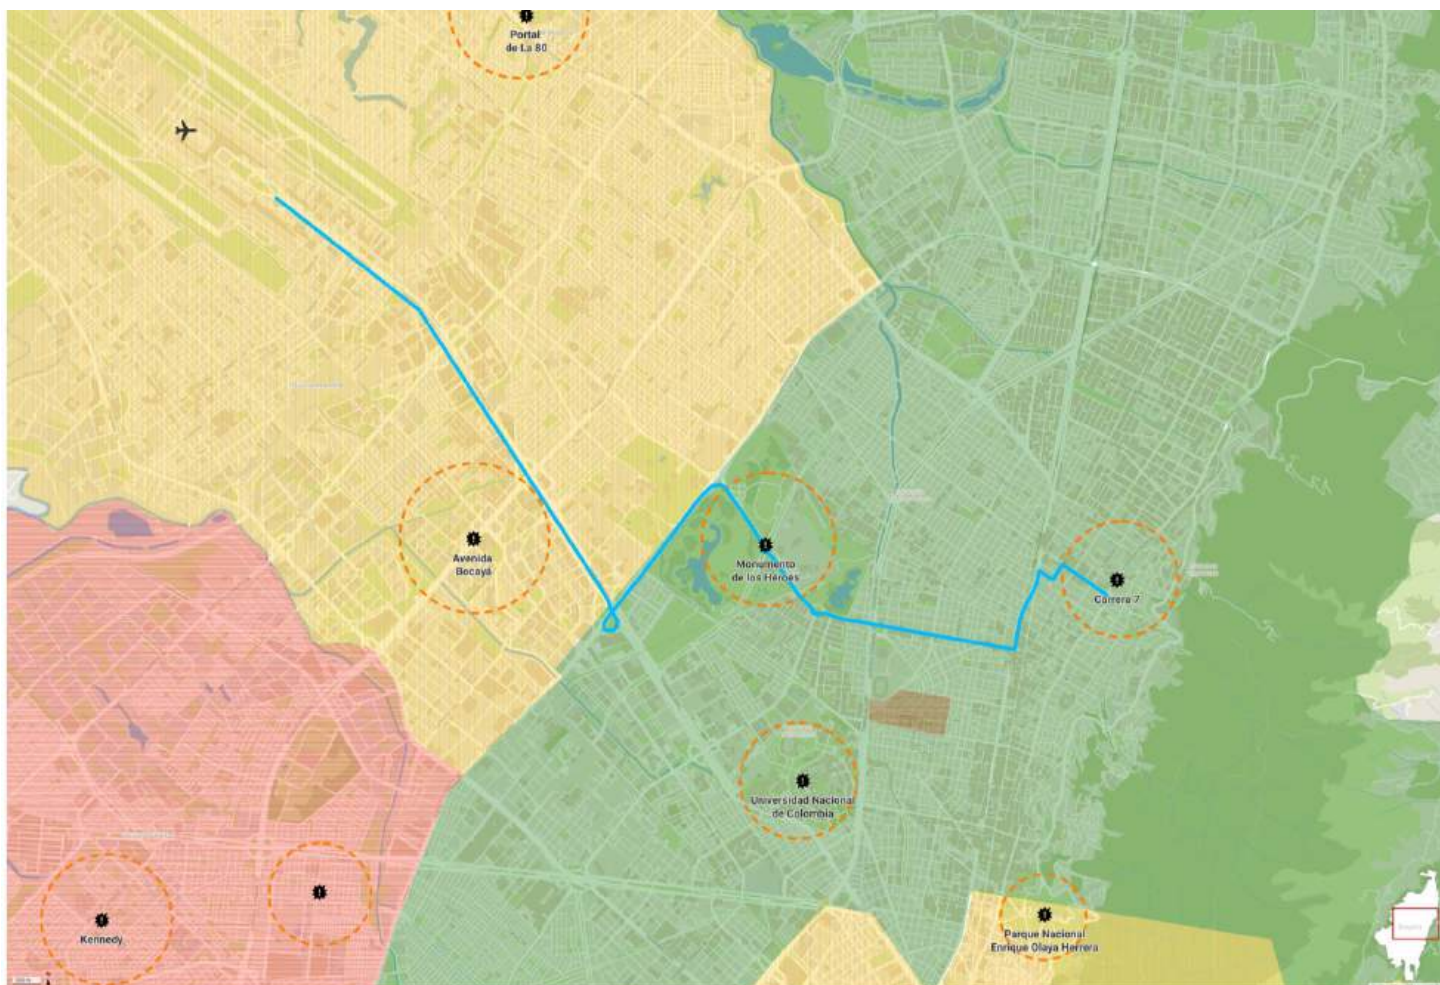 Portal
de La 80
Avenida
Bocayá
Monumento
de los Héroes
Carrera 7
Universidad Nacional
de Colombia
Kennedy
Parque Nacional
Enrique Olaya Herrera